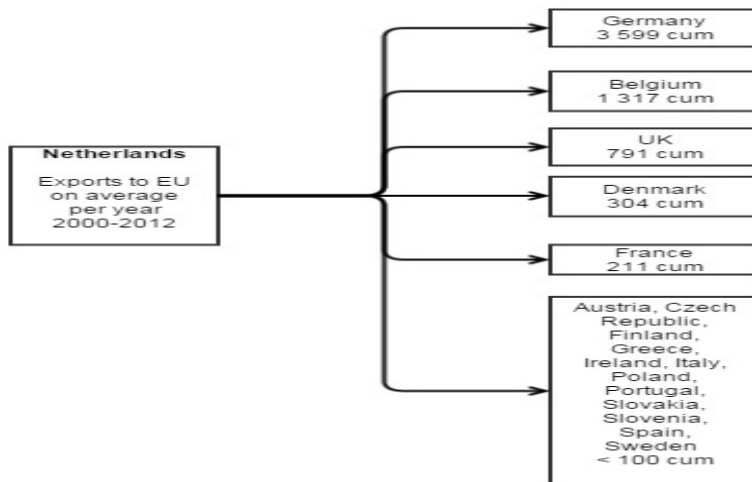 Netherlands
Exports to EU
on average
per year
2000-2012
Germany
3 599 cum
Belgium
1 317 cum
UK
791 cum
Denmark
304 cum
France
211 cum
Austria, Czech
Republic,
Finland,
Greece,
Ireland, Italy,
Poland,
Portugal,
Slovakia,
Slovenia,
Spain,
Sweden
< 100 cum